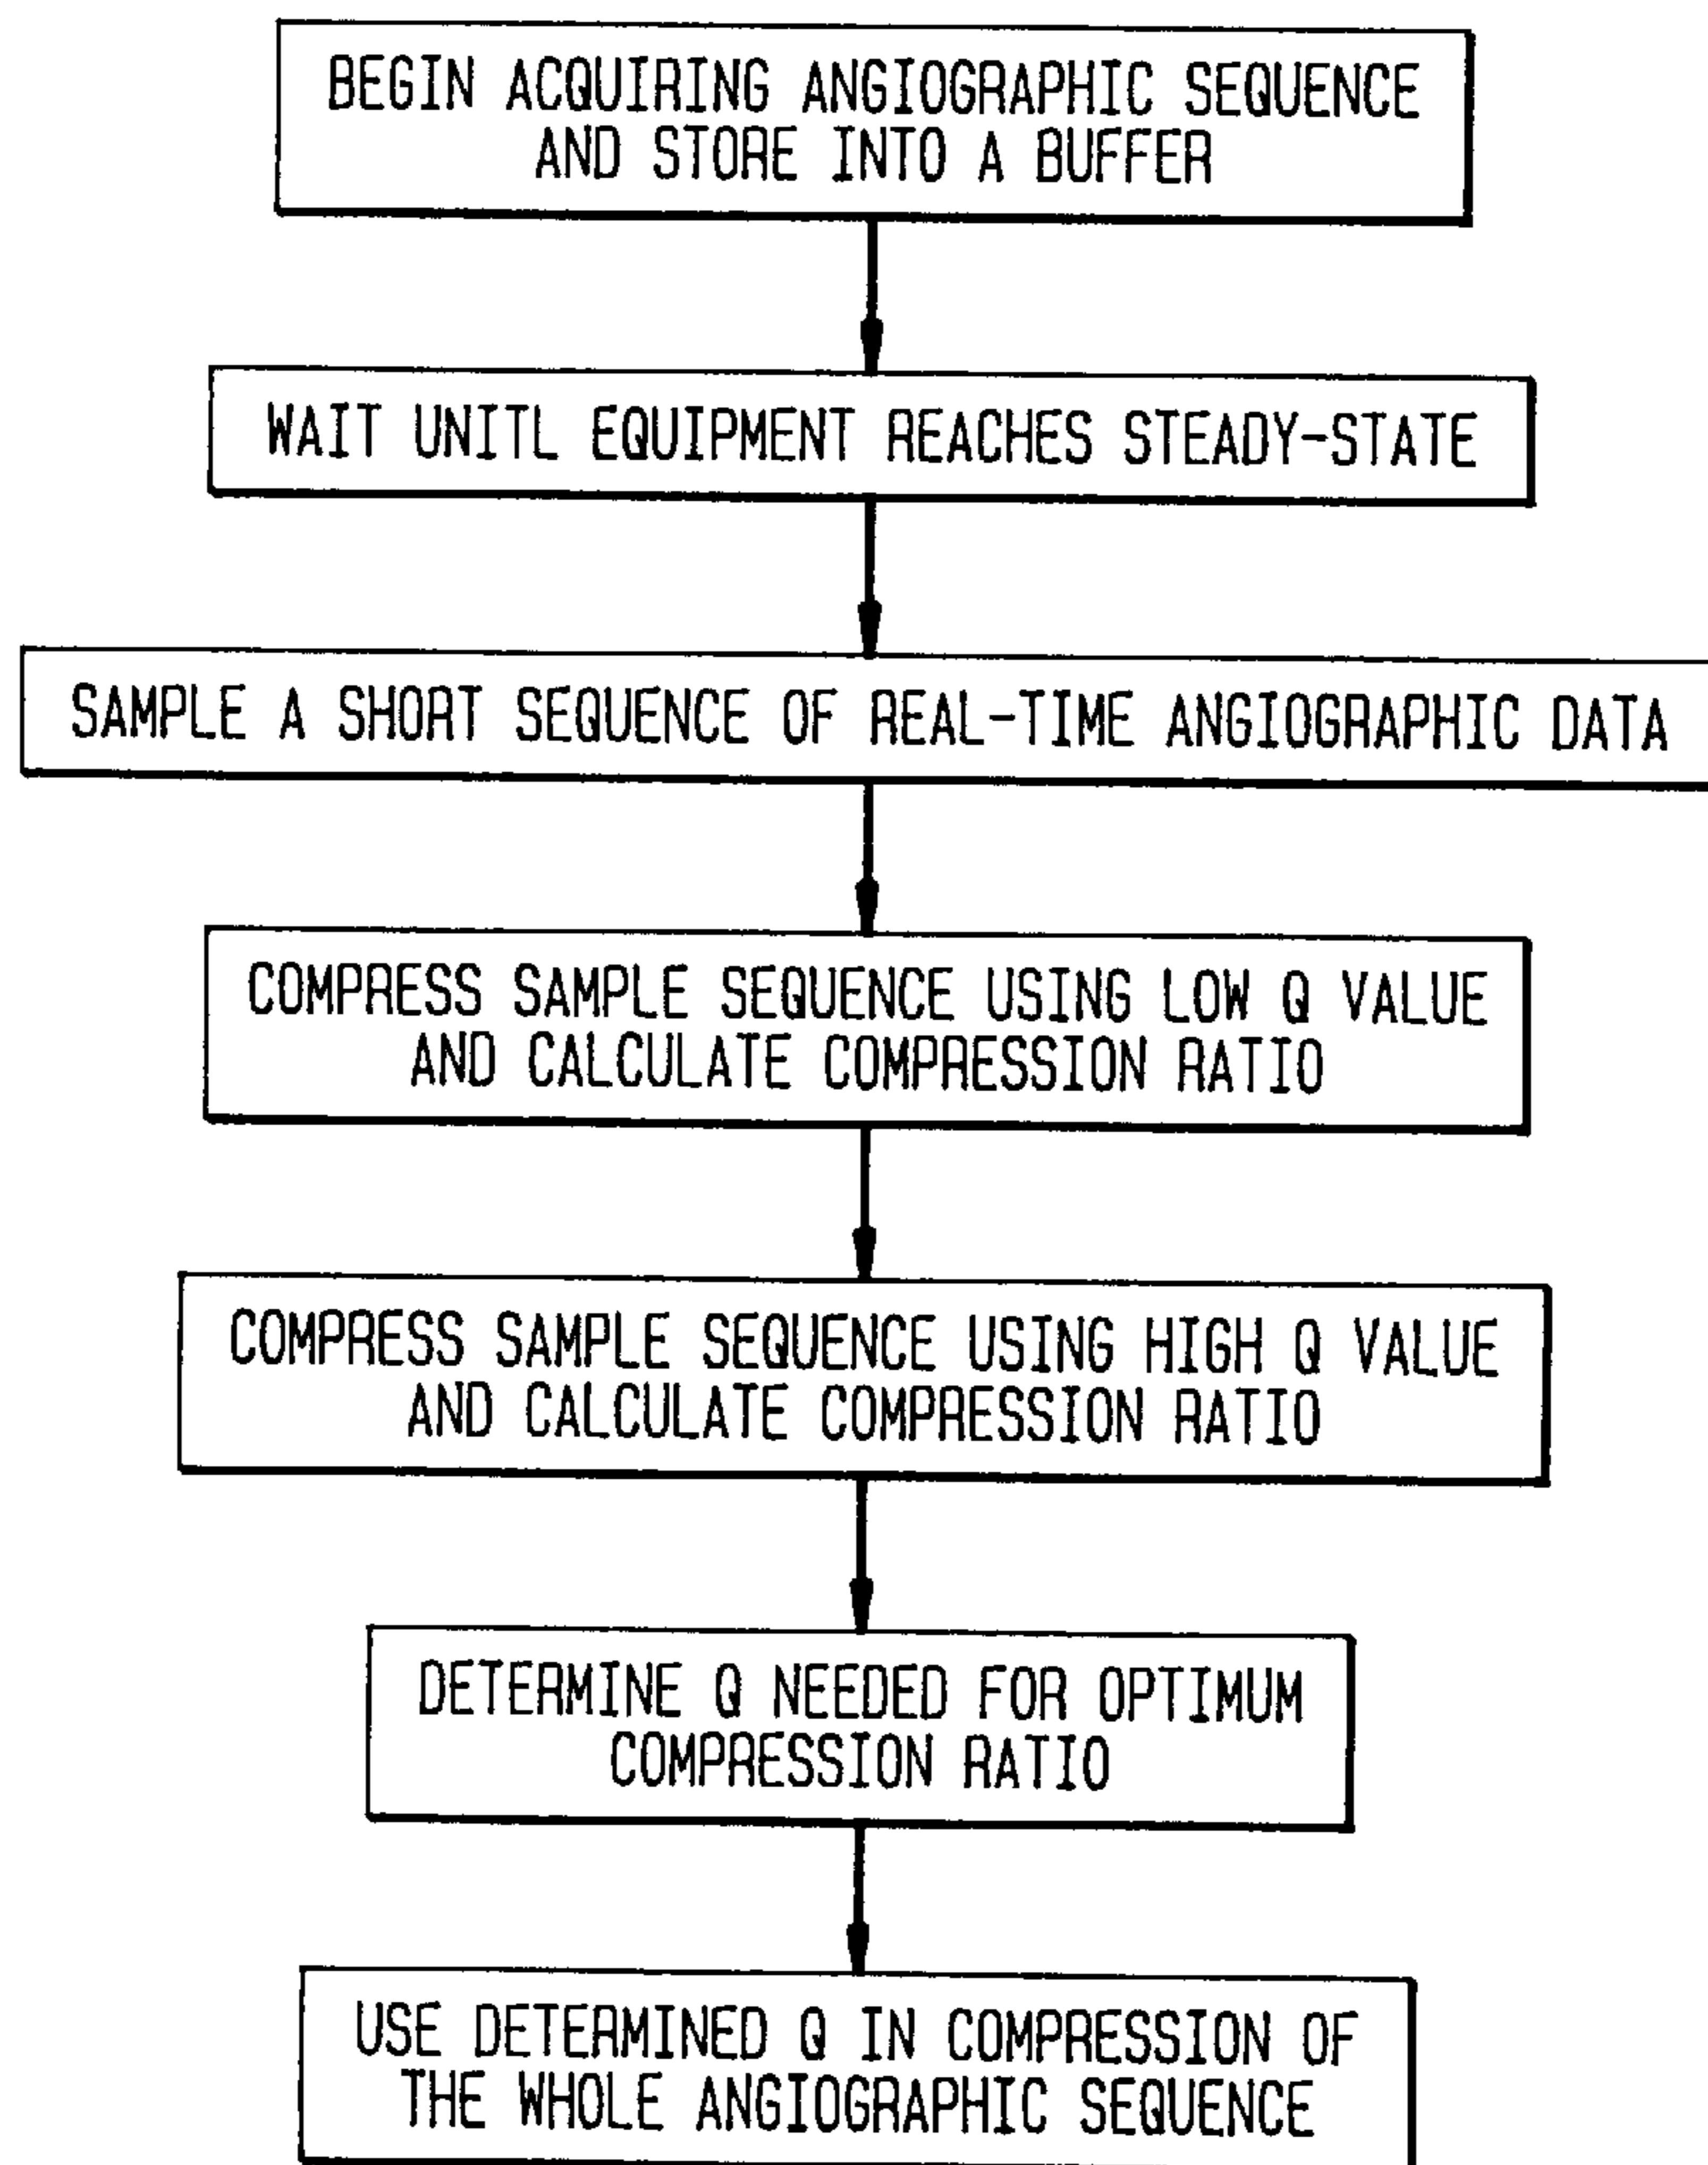 BEGIN ACQUIRING ANGIOGRAPHIC SEQUENCE
AND STORE INTO A BUFFER
WAIT UNITL EQUIPMENT REACHES STEADY-STATE
SAMPLE A SHORT SEQUENCE OF REAL-TIME ANGIOGRAPHIC DATA
COMPRESS SAMPLE SEQUENCE USING LOW Q VALUE
AND CALCULATE COMPRESSION RATIO
COMPRESS SAMPLE SEQUENCE USING HIGH Q VALUE
AND CALCULATE COMPRESSION RATIO
DETERMINE Q NEEDED FOR OPTIMUM
COMPRESSION RATIO
USE DETERMINED Q IN COMPRESSION OF
THE WHOLE ANGIOGRAPHIC SEQUENCE